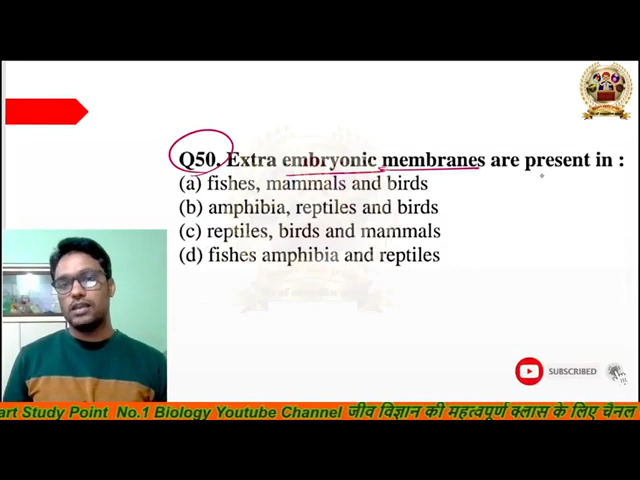 Q50. Extra embryonic membranes are present in :
(a) fishes, mammals and birds
(b) amphibia, reptiles and birds
(c) reptiles, birds and mammals
(d) fishes amphibia and reptiles
SUBSCRIBED
art Study Point No.1 Biology Youtube Channel जीव विज्ञान की महत्वपूर्ण क्लास के लिए चैनल